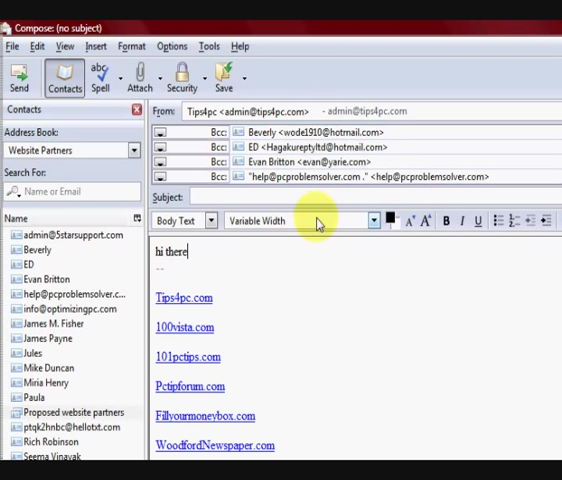 Compose: (no subject)
File Edit View Insert Format Options Tools Help
Send Contacts Spell Attach Security Save
Contacts
From: Tips4pc <admin@tips4pc.com> - admin@tips4pc.com
Address Book:
Bcc: Beverly <wode1910@hotmail.com>
Website Partners
Bcc: ED <Hagakureptyltd@hotmail.com>
Bcc: Evan Britton <evan@yarie.com>
Search For:
Bcc: "help@pcproblemsolver.com ." <help@pcproblemsolver.com>
Name or Email
Subject:
Name
Body Text Variable Width A A B I U
admin@5starsupport.com
Beverly
ED
Evan Britton
help@pcproblemsolver.c...
info@optimizingpc.com
James M. Fisher
James Payne
Jules
Mike Duncan
Miria Henry
Paula
Proposed website partners
ptqk2hnbc@hellotxt.com
Rich Robinson
Seema Vinayak
hi there
--
Tips4pc.com
100vista.com
101pctips.com
Pctipforum.com
Fillyourmoneybox.com
WoodfordNewspaper.com